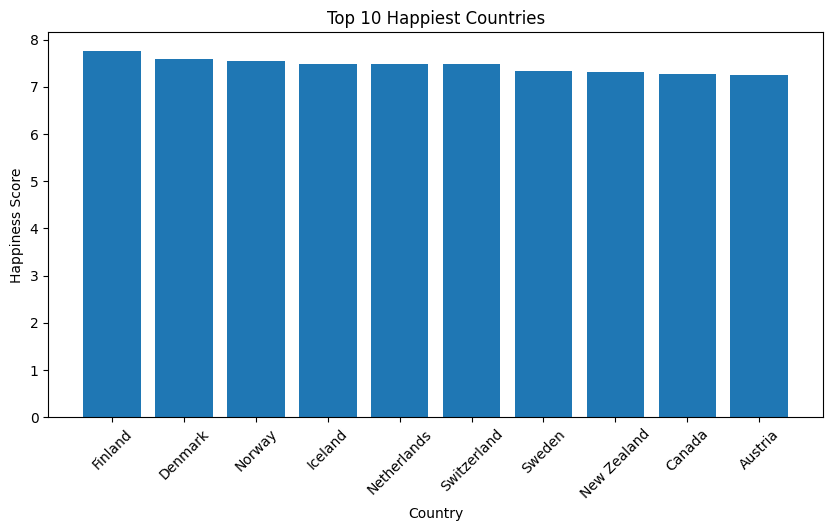 Top 10 Happiest Countries
Happiness Score
8
7
6
5
4
3
2
1
0
Finland
Denmark
Norway
Iceland
Netherlands
Switzerland
Sweden
New Zealand
Canada
Austria
Country